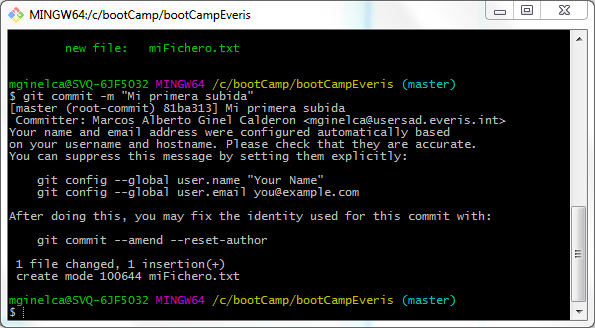 MINGW64:/c/bootCamp/bootCampEveris
new file: miFichero.txt
mginelca@SVQ-6JF5032 MINGW64 /c/bootCamp/bootCampEveris (master)
$ git commit -m "Mi primera subida"
[master (root-commit) 81ba313] Mi primera subida
Committer: Marcos Alberto Ginel Calderon <mginelca@usersad.everis.int>
Your name and email address were configured automatically based
on your username and hostname. Please check that they are accurate.
You can suppress this message by setting them explicitly:
git config --global user.name "Your Name"
git config --global user.email you@example.com
After doing this, you may fix the identity used for this commit with:
git commit --amend --reset-author
1 file changed, 1 insertion(+)
create mode 100644 miFichero.txt
mginelca@SVQ-6JF5032 MINGW64 /c/bootCamp/bootCampEveris (master)
$